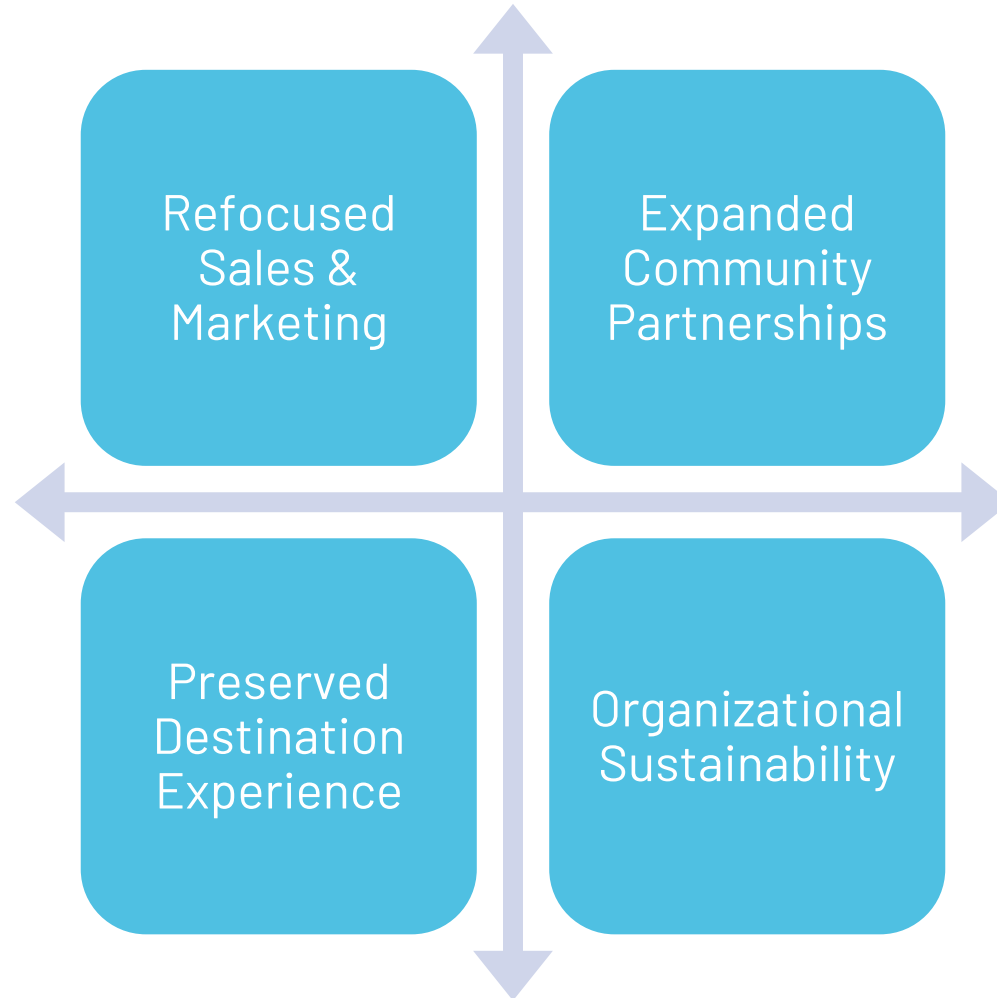 Refocused
Sales &
Marketing
Expanded
Community
Partnerships
Preserved
Destination
Experience
Organizational
Sustainability